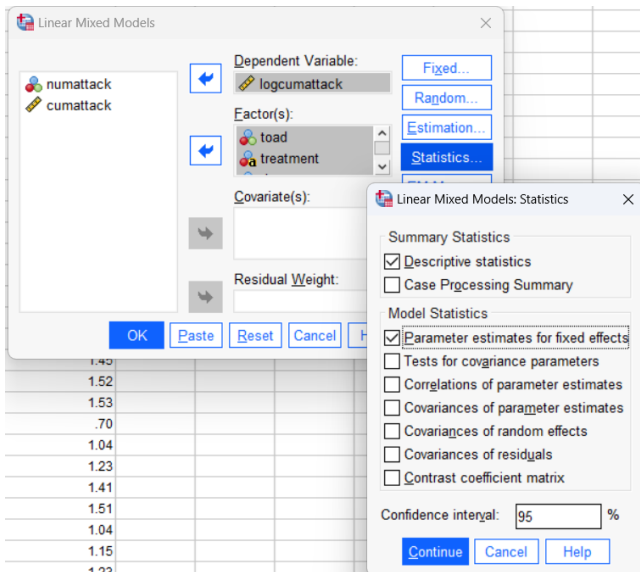 Linear Mixed Models
numattack
cumattack
Dependent Variable:
logcumattack
Factor(s):
toad
a treatment
Covariate(s):
Residual Weight:
Fixed...
Random...
Estimation...
Statistics...
OK Paste Reset Cancel
Linear Mixed Models: Statistics
Summary Statistics
Descriptive statistics
Case Processing Summary
Model Statistics
Parameter estimates for fixed effects
Tests for covariance parameters
Correlations of parameter estimates
Covariances of parameter estimates
Covariances of random effects
Covariances of residuals
Contrast coefficient matrix
Confidence interval: 95 %
Continue Cancel Help
1.45
1.52
1.53
.70
1.04
1.23
1.41
1.51
1.04
1.15
1.23